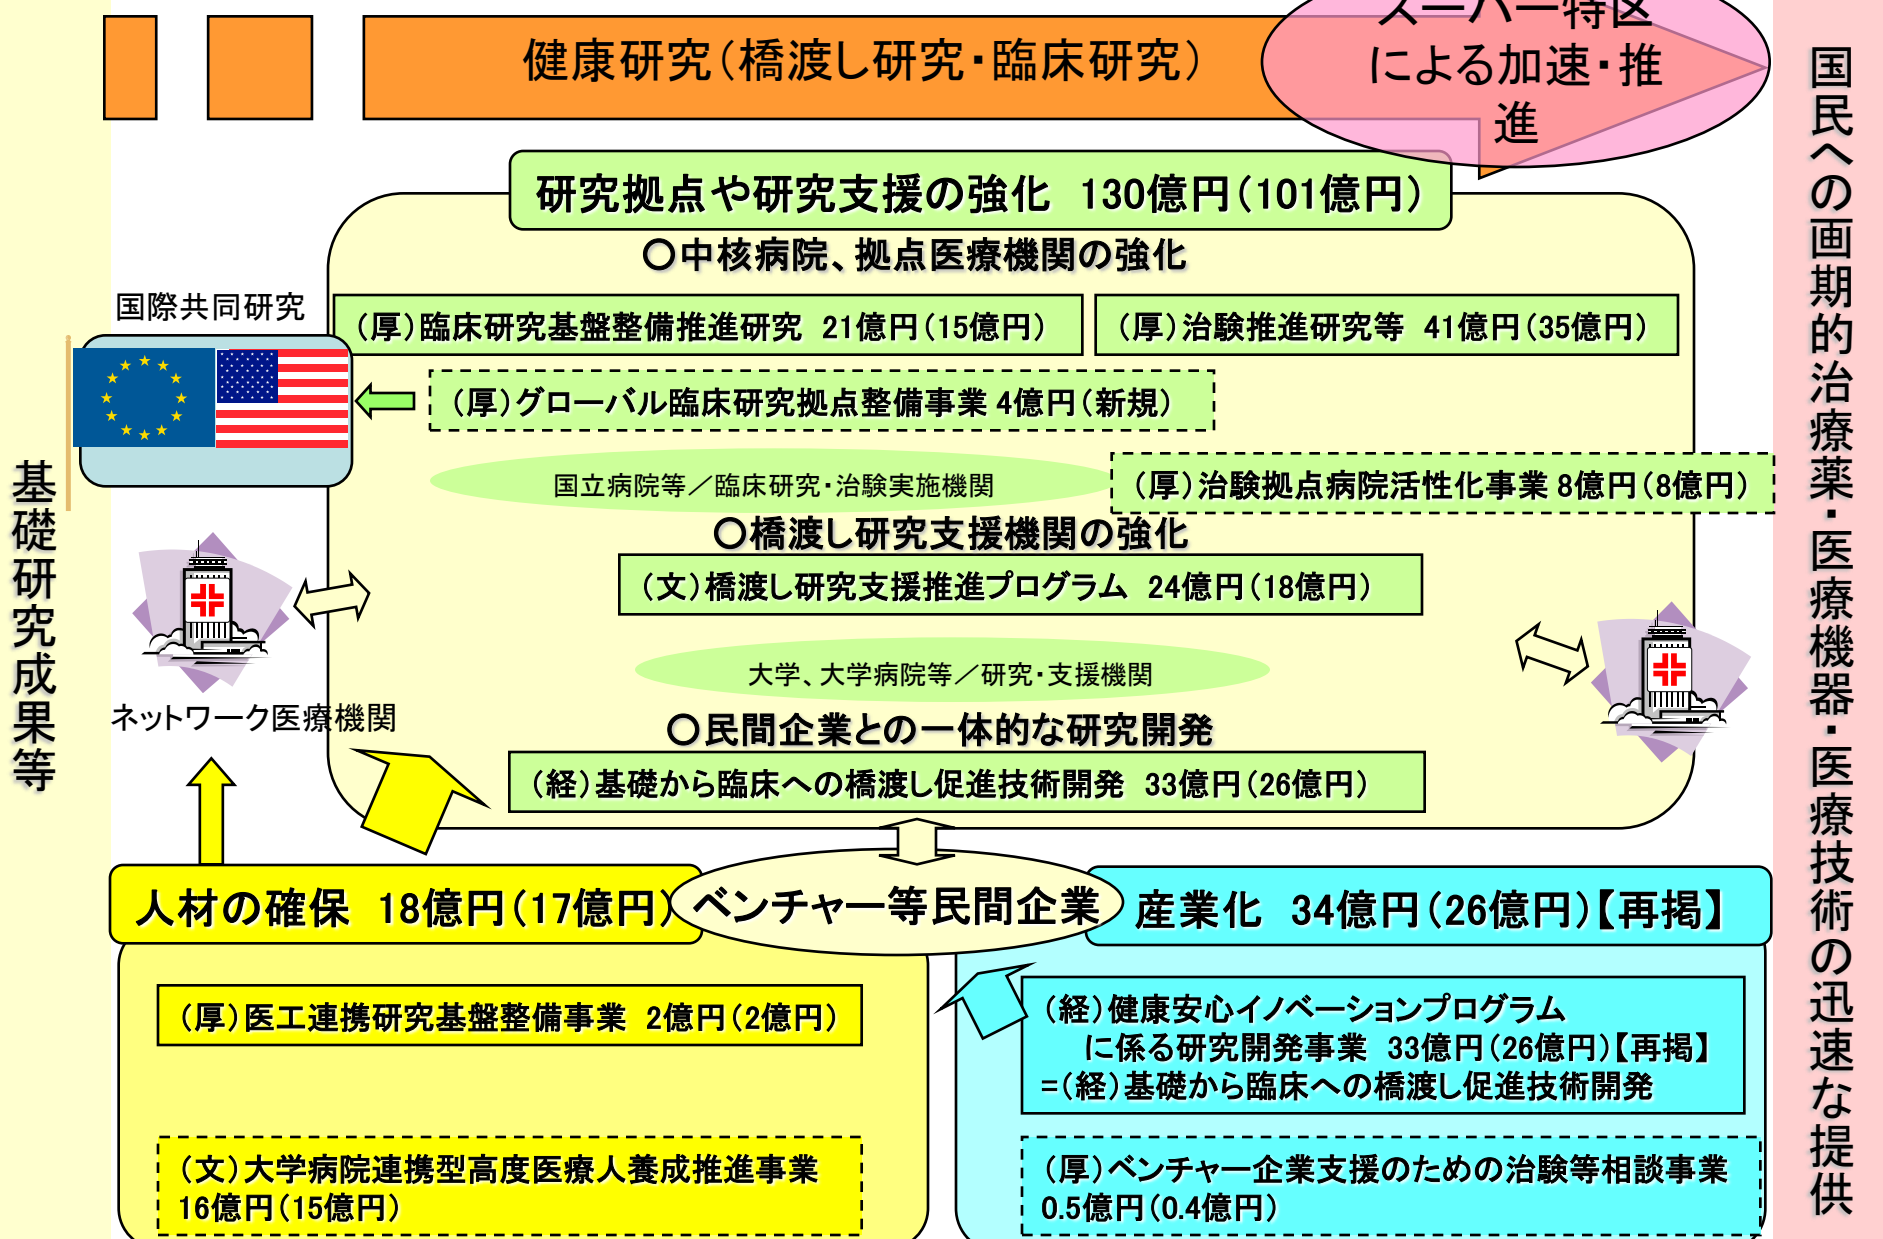 健康研究（橋渡し研究・臨床研究）
スーパー特区
による加速・推
進
研究拠点や研究支援の強化 130億円（101億円）
○中核病院、拠点医療機関の強化
国際共同研究
（厚）臨床研究基盤整備推進研究 21億円（15億円）
（厚）治験推進研究等 41億円（35億円）
（厚）グローバル臨床研究拠点整備事業 4億円（新規）
国立病院等／臨床研究・治験実施機関
（厚）治験拠点病院活性化事業 8億円（8億円）
○橋渡し研究支援機関の強化
（文）橋渡し研究支援推進プログラム 24億円（18億円）
大学、大学病院等／研究・支援機関
ネットワーク医療機関
○民間企業との一体的な研究開発
（経）基礎から臨床への橋渡し促進技術開発 33億円（26億円）
基礎研究成果等
人材の確保 18億円（17億円）
ベンチャー等民間企業
産業化 34億円（26億円）【再掲】
（厚）医工連携研究基盤整備事業 2億円（2億円）
（文）大学病院連携型高度医療人養成推進事業
16億円（15億円）
（経）健康安心イノベーションプログラム
に係る研究開発事業 33億円（26億円）【再掲】
=（経）基礎から臨床への橋渡し促進技術開発
（厚）ベンチャー企業支援のための治験等相談事業
0.5億円（0.4億円）
国民への画期的治療薬・医療機器・医療技術の迅速な提供